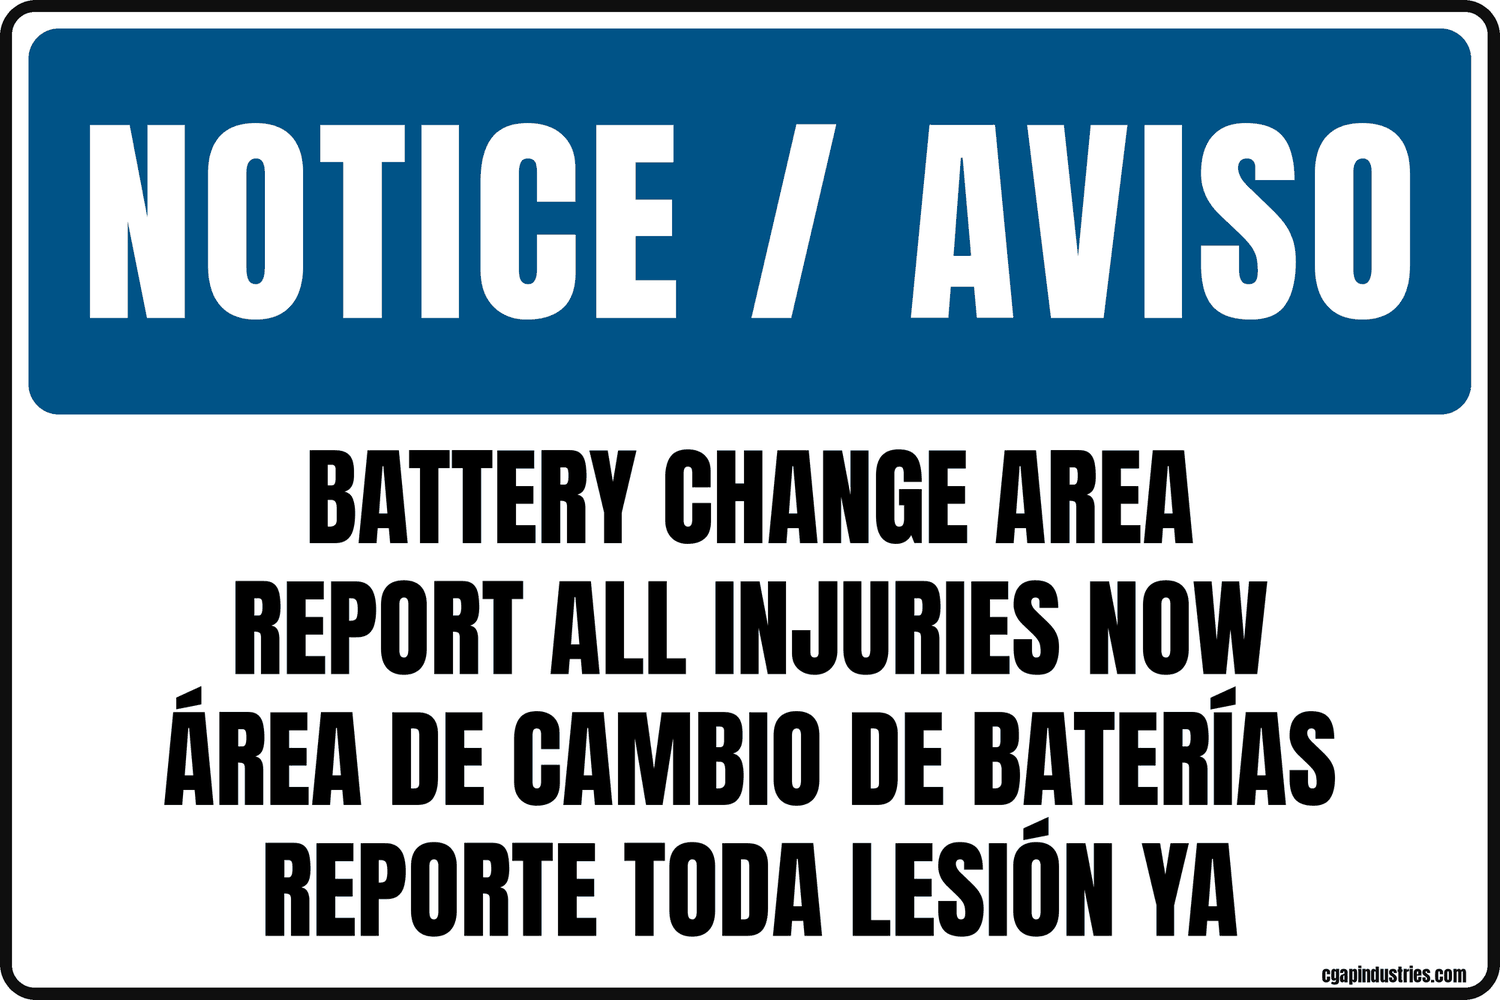 NOTICE / AVISO
BATTERY CHANGE AREA
REPORT ALL INJURIES NOW
ÁREA DE CAMBIO DE BATERÍAS
REPORTE TODA LESIÓN YA
cgapindustries.com